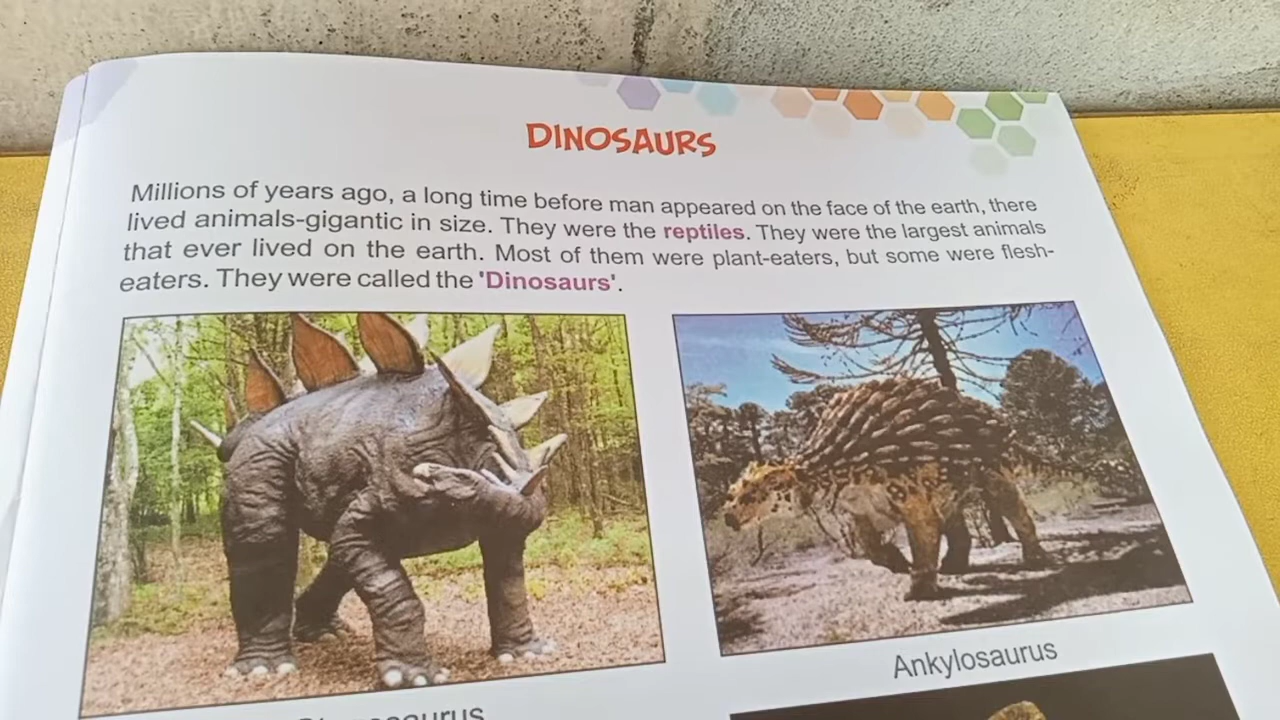 DINOSAURS
Millions of years ago, a long time before man appeared on the face of the earth, there
lived animals-gigantic in size. They were the reptiles. They were the largest animals
that ever lived on the earth. Most of them were plant-eaters, but some were flesh-
eaters. They were called the 'Dinosaurs'.
Ankylosaurus